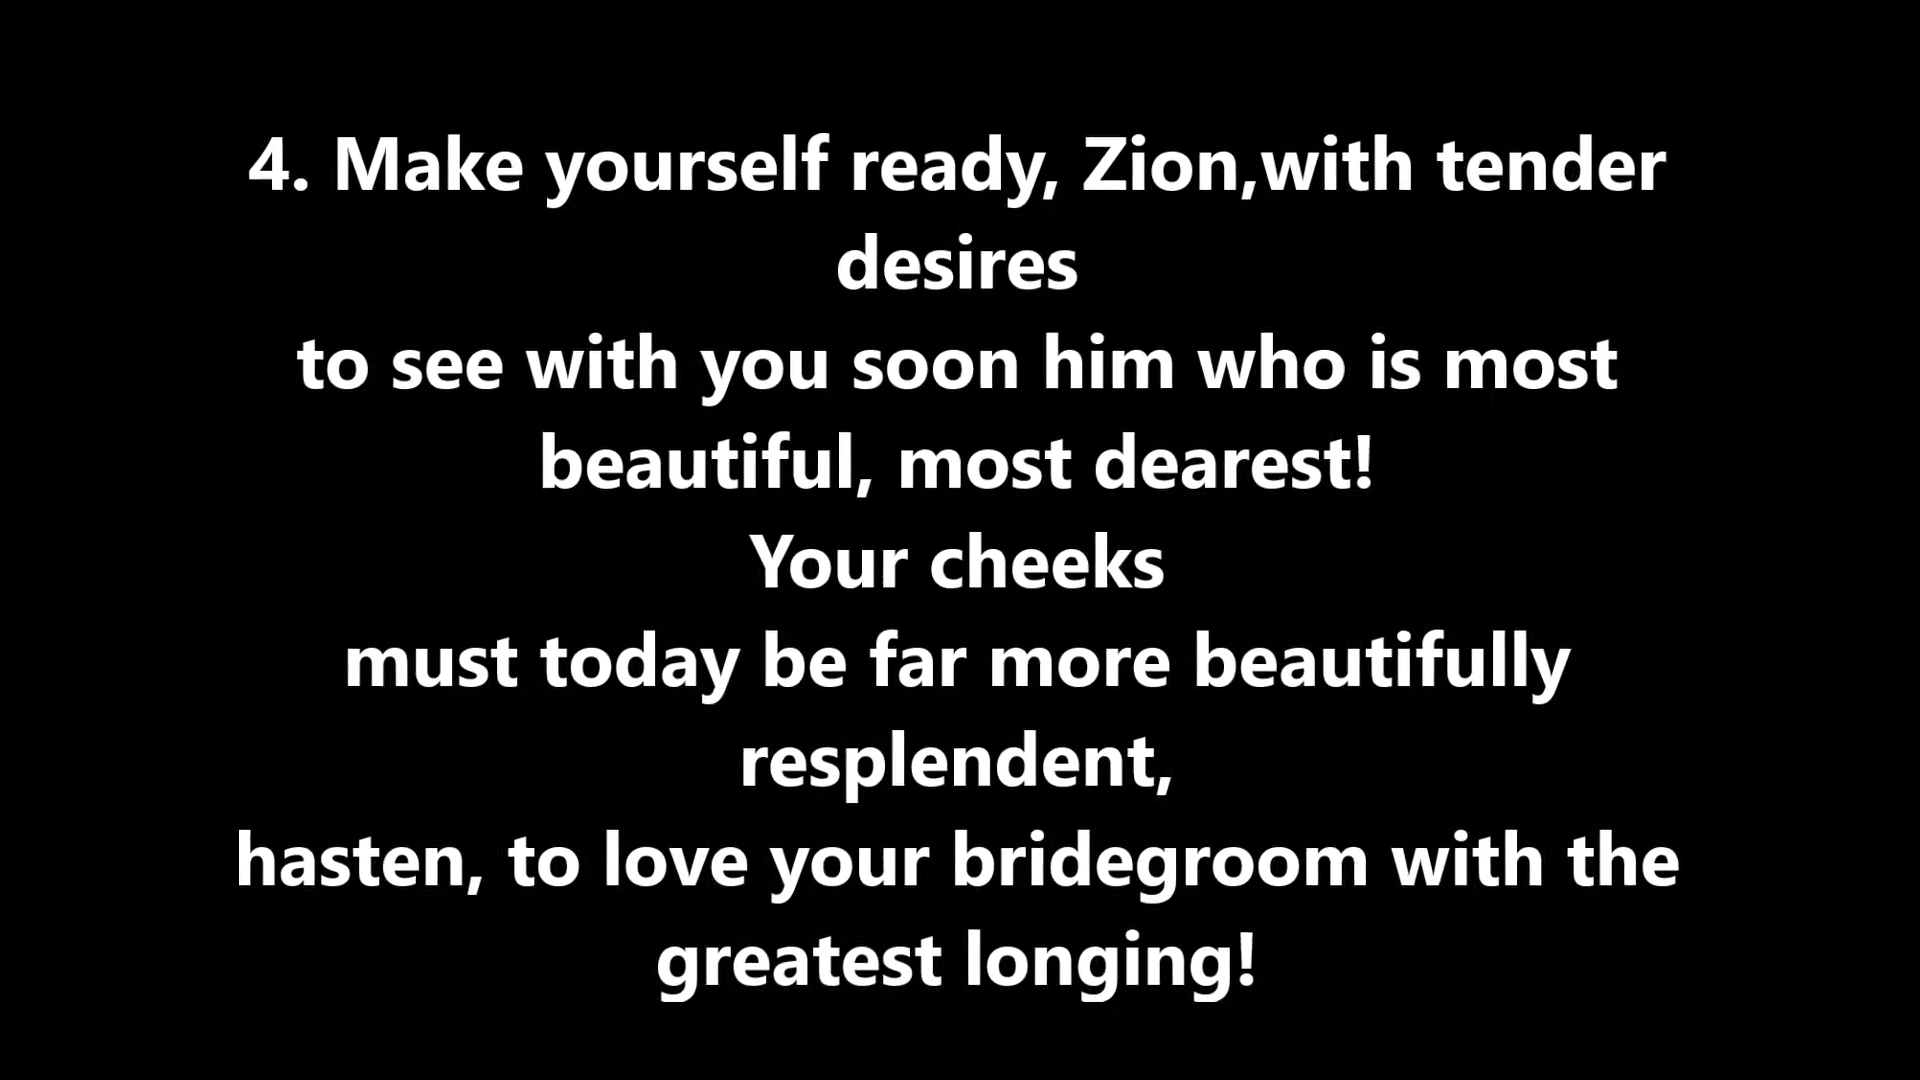 4. Make yourself ready, Zion,with tender
desires
to see with you soon him who is most
beautiful, most dearest!
Your cheeks
must today be far more beautifully
resplendent,
hasten, to love your bridegroom with the
greatest longing!